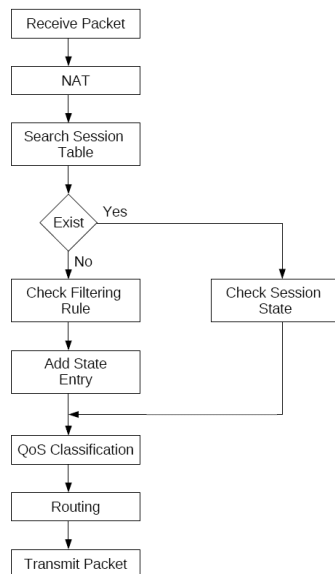 Receive Packet
NAT
Search Session
Table
Exist
Yes
No
Check Filtering
Rule
Check Session
State
Add State
Entry
QoS Classification
Routing
Transmit Packet